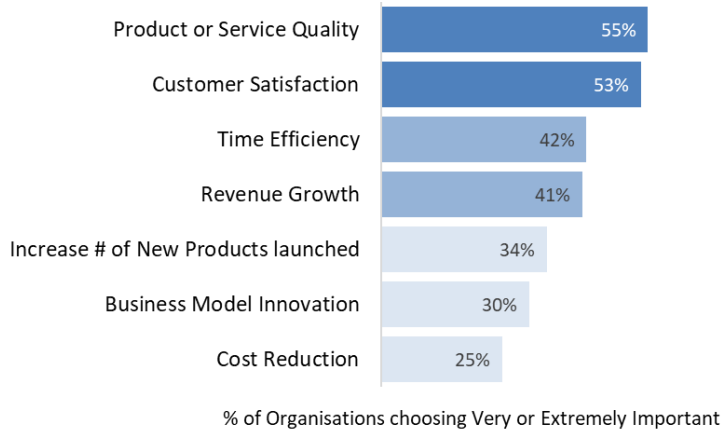 Product or Service Quality 55%
Customer Satisfaction 53%
Time Efficiency 42%
Revenue Growth 41%
Increase # of New Products launched 34%
Business Model Innovation 30%
Cost Reduction 25%
% of Organisations choosing Very or Extremely Important